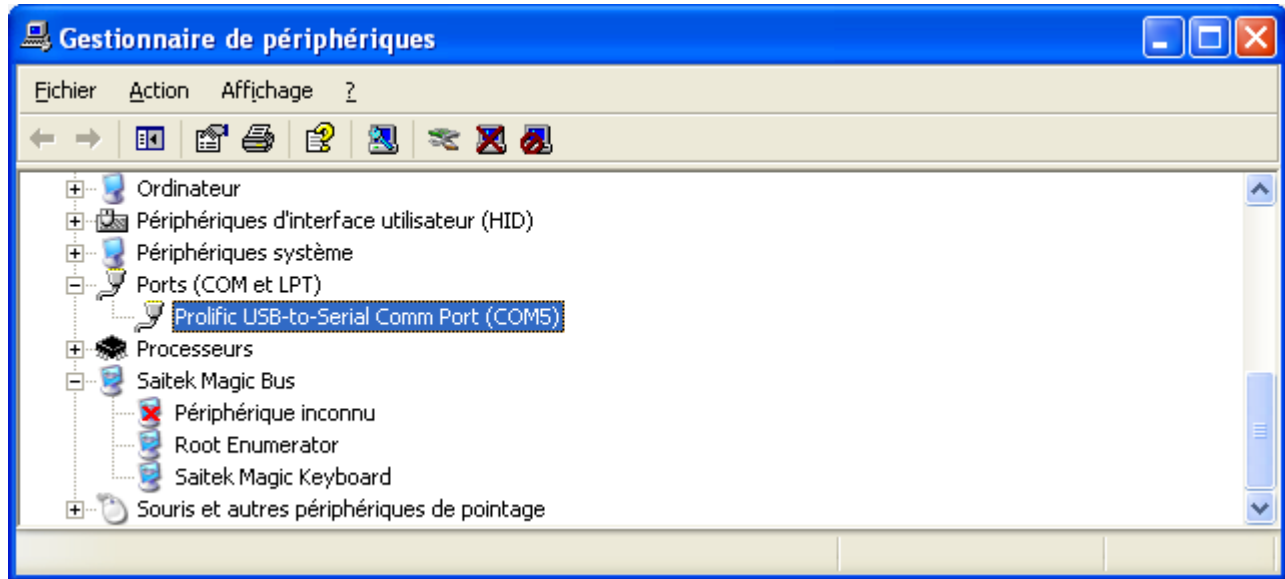 Gestionnaire de périphériques
Fichier Action Affichage ?
Ordinateur
Périphériques d'interface utilisateur (HID)
Périphériques système
Ports (COM et LPT)
Prolific USB-to-Serial Comm Port (COM5)
Processeurs
Saitek Magic Bus
Périphérique inconnu
Root Enumerator
Saitek Magic Keyboard
Souris et autres périphériques de pointage